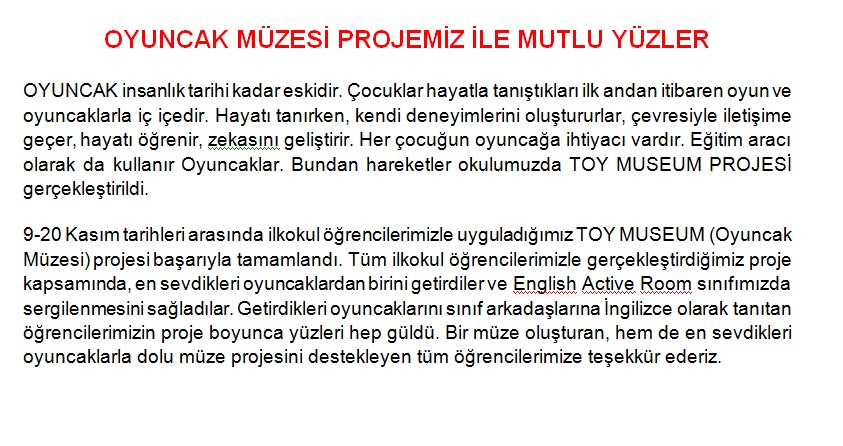 OYUNCAK MÜZESİ PROJEMİZ İLE MUTLU YÜZLER
OYUNCAK insanlık tarihi kadar eskidir. Çocuklar hayatla tanıştıkları ilk andan itibaren oyun ve
oyuncaklarla iç içedir. Hayatı tanırken, kendi deneyimlerini oluştururlar, çevresiyle iletişime
geçer, hayatı öğrenir, zekasını geliştirir. Her çocuğun oyuncağa ihtiyacı vardır. Eğitim aracı
olarak da kullanır Oyuncaklar. Bundan hareketler okulumuzda TOY MUSEUM PROJESİ
gerçekleştirildi.
9-20 Kasım tarihleri arasında ilkokul öğrencilerimizle uyguladığımız TOY MUSEUM (Oyuncak
Müzesi) projesi başarıyla tamamlandı. Tüm ilkokul öğrencilerimizle gerçekleştirdiğimiz proje
kapsamında, en sevdikleri oyuncaklardan birini getirdiler ve English Active Room sınıfımızda
sergilenmesini sağladılar. Getirdikleri oyuncaklarını sınıf arkadaşlarına İngilizce olarak tanıtan
öğrencilerimizin proje boyunca yüzleri hep güldü. Bir müze oluşturan, hem de en sevdikleri
oyuncaklarla dolu müze projesini destekleyen tüm öğrencilerimize teşekkür ederiz.